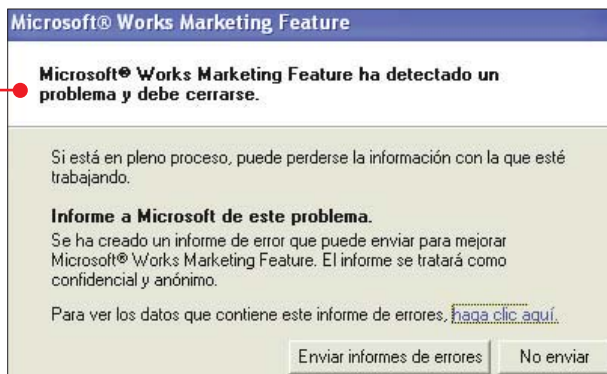 Microsoft® Works Marketing Feature
Microsoft® Works Marketing Feature ha detectado un
problema y debe cerrarse.
Si está en pleno proceso, puede perderse la información con la que esté
trabajando.
Informe a Microsoft de este problema.
Se ha creado un informe de error que puede enviar para mejorar
Microsoft® Works Marketing Feature. El informe se tratará como
confidencial y anónimo.
Para ver los datos que contiene este informe de errores, haga clic aquí.
Enviar informes de errores
No enviar